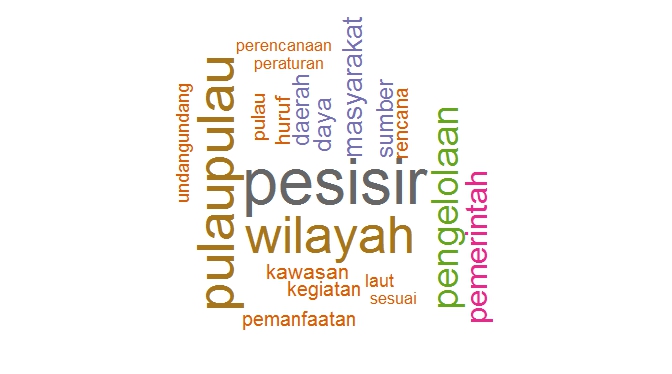 perencanaan
peraturan
undangundang
pulaupulau
pulau
huruf
daerah
daya
masyarakat
sumber
rencana
pesisir
wilayah
pengelolaan
pemerintah
kawasan
kegiatan
laut
sesuai
pemanfaatan